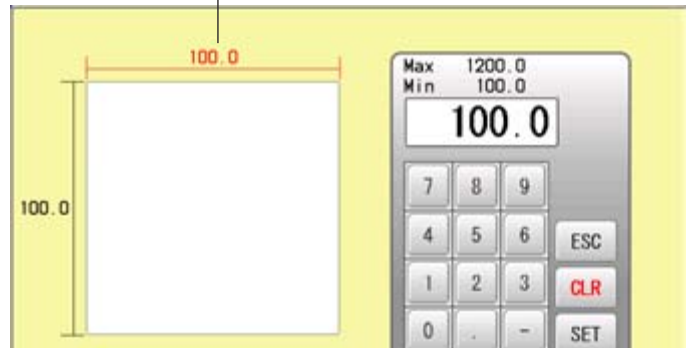 100.0
100.0
Max 1200.0
Min 100.0
100.0
7 8 9
4 5 6 ESC
1 2 3 CLR
0 . - SET